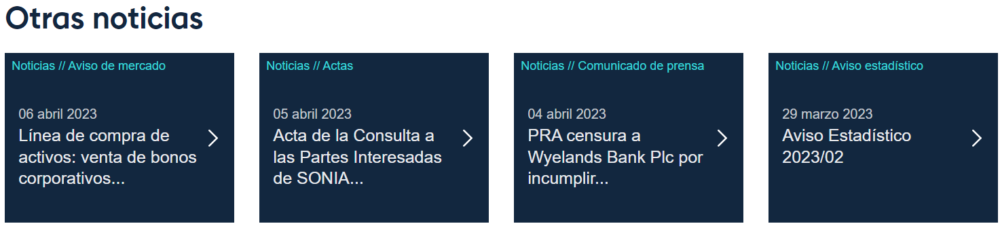 Otras noticias
Noticias // Aviso de mercado
06 abril 2023
Línea de compra de
activos: venta de bonos
corporativos...
Noticias // Actas
05 abril 2023
Acta de la Consulta a
las Partes Interesadas
de SONIA...
Noticias // Comunicado de prensa
04 abril 2023
PRA censura a
Wyelands Bank Plc por
incumplir...
Noticias // Aviso estadístico
29 marzo 2023
Aviso Estadístico
2023/02